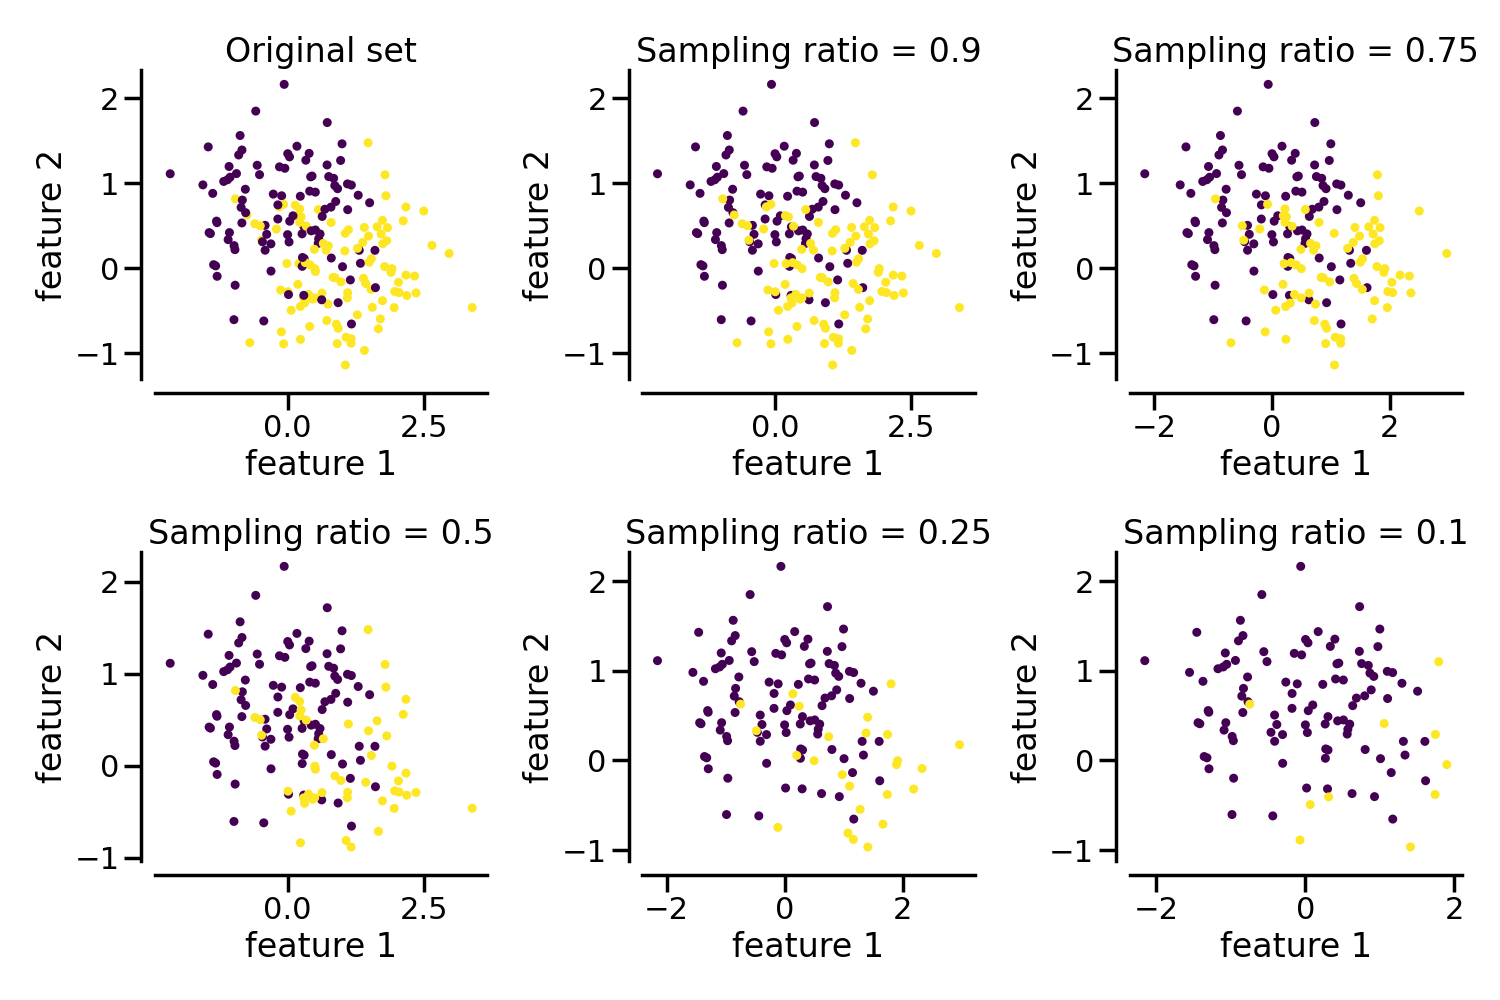 Original set
Sampling ratio = 0.9
Sampling ratio = 0.75
2
1
0
−1
feature 2
0.0 2.5
feature 1
2
1
0
−1
feature 2
0.0 2.5
feature 1
2
1
0
−1
feature 2
−2 0 2
feature 1
Sampling ratio = 0.5
Sampling ratio = 0.25
Sampling ratio = 0.1
2
1
0
−1
feature 2
0.0 2.5
feature 1
2
1
0
−1
feature 2
−2 0 2
feature 1
2
1
0
−1
feature 2
−2 0 2
feature 1